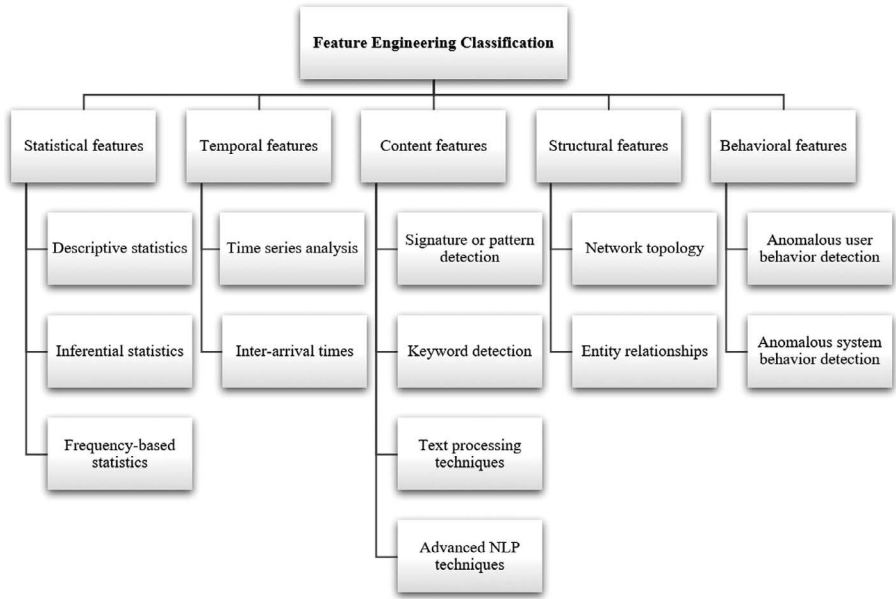 Feature Engineering Classification
Statistical features
Temporal features
Content features
Structural features
Behavioral features
Descriptive statistics
Time series analysis
Signature or pattern
detection
Network topology
Anomalous user
behavior detection
Inferential statistics
Inter-arrival times
Keyword detection
Entity relationships
Anomalous system
behavior detection
Frequency-based
statistics
Text processing
techniques
Advanced NLP
techniques